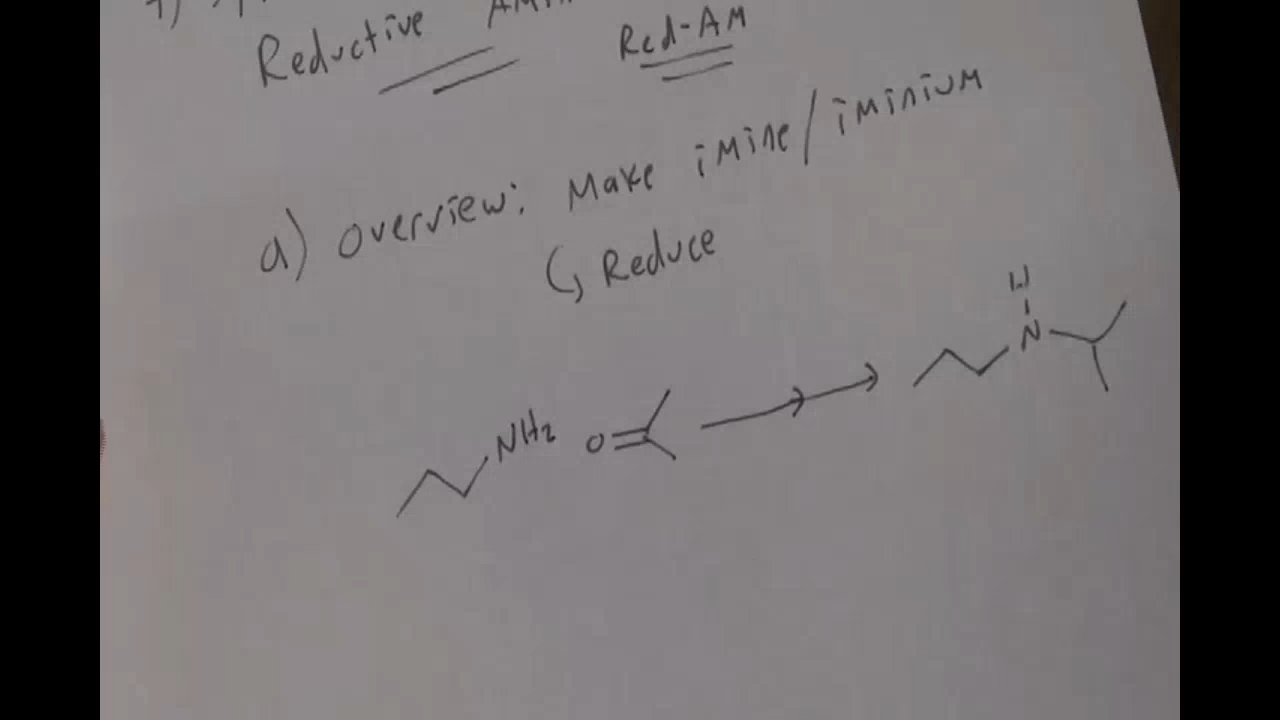 Reductive
Red-AM
a) overview: Make iMine/iMiniuM
↳ Reduce
H
N
NH₂
O